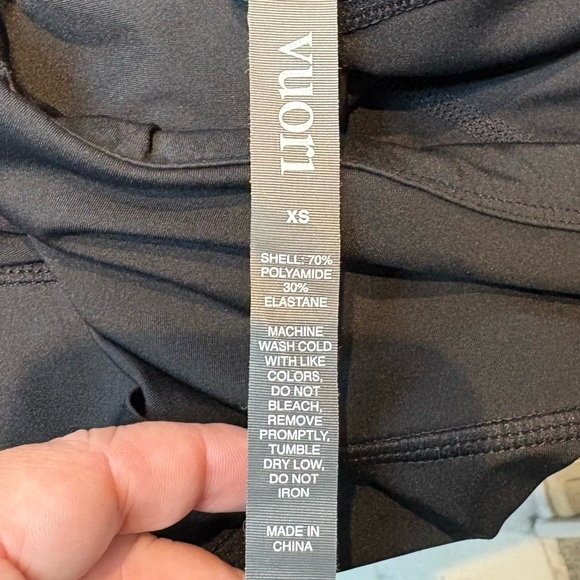 vuori
XS
SHELL: 70%
POLYAMIDE
30%
ELASTANE
MACHINE
WASH COLD
WITH LIKE
COLORS,
DO NOT
BLEACH,
REMOVE
PROMPTLY,
TUMBLE
DRY LOW,
DO NOT
IRON
MADE IN
CHINA